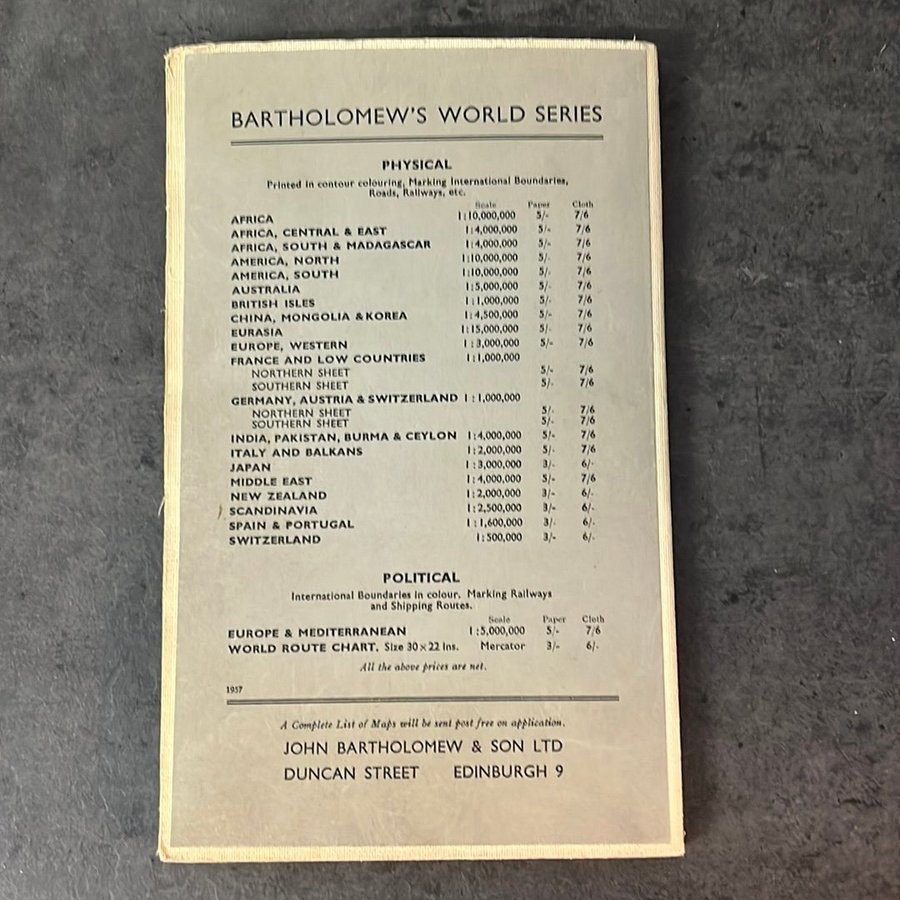 BARTHOLOMEW'S WORLD SERIES
PHYSICAL
Printed in contour colouring, Marking International Boundaries,
Roads, Railways, etc.
Scale Paper Cloth
AFRICA 1:10,000,000 5/- 7/6
AFRICA, CENTRAL & EAST 1:4,000,000 5/- 7/6
AFRICA, SOUTH & MADAGASCAR 1:4,000,000 5/- 7/6
AMERICA, NORTH 1:10,000,000 5/- 7/6
AMERICA, SOUTH 1:10,000,000 5/- 7/6
AUSTRALIA 1:5,000,000 5/- 7/6
BRITISH ISLES 1:1,000,000 5/- 7/6
CHINA, MONGOLIA & KOREA 1:4,500,000 5/- 7/6
EURASIA 1:15,000,000 5/- 7/6
EUROPE, WESTERN 1:3,000,000 5/- 7/6
FRANCE AND LOW COUNTRIES 1:1,000,000
NORTHERN SHEET 5/- 7/6
SOUTHERN SHEET 5/- 7/6
GERMANY, AUSTRIA & SWITZERLAND 1:1,000,000
NORTHERN SHEET 5/- 7/6
SOUTHERN SHEET 5/- 7/6
INDIA, PAKISTAN, BURMA & CEYLON 1:4,000,000 5/- 7/6
ITALY AND BALKANS 1:2,000,000 5/- 7/6
JAPAN 1:3,000,000 3/- 6/-
MIDDLE EAST 1:4,000,000 5/- 7/6
NEW ZEALAND 1:2,000,000 3/- 6/-
SCANDINAVIA 1:2,500,000 3/- 6/-
SPAIN & PORTUGAL 1:1,600,000 3/- 6/-
SWITZERLAND 1:500,000 3/- 6/-
POLITICAL
International Boundaries in colour. Marking Railways
and Shipping Routes.
Scale Paper Cloth
EUROPE & MEDITERRANEAN 1:5,000,000 5/- 7/6
WORLD ROUTE CHART. Size 30 × 22 Ins. Mercator 3/- 6/-
All the above prices are net.
1957
A Complete List of Maps will be sent post free on application.
JOHN BARTHOLOMEW & SON LTD
DUNCAN STREET EDINBURGH 9